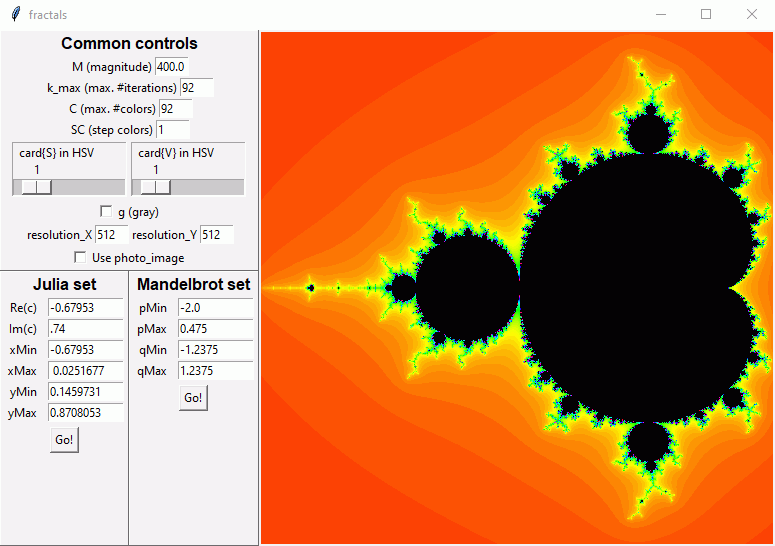 fractals
Common controls
M (magnitude) 400.0
k_max (max. #iterations) 92
C (max. #colors) 92
SC (step colors) 1
card{S} in HSV card{V} in HSV
1 1
g (gray)
resolution_X 512 resolution_Y 512
Use photo_image
Julia set
Re(c) -0.67953
Im(c) .74
xMin -0.67953
xMax 0.0251677
yMin 0.1459731
yMax 0.8708053
Go!
Mandelbrot set
pMin -2.0
pMax 0.475
qMin -1.2375
qMax 1.2375
Go!